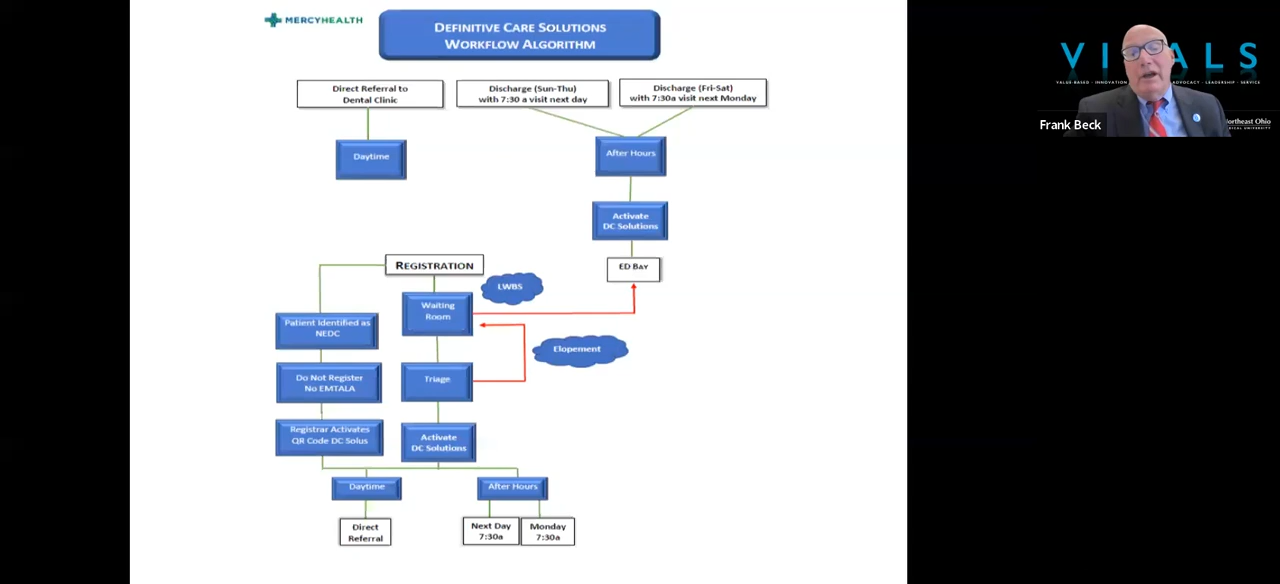 MERCYHEALTH
DEFINITIVE CARE SOLUTIONS
WORKFLOW ALGORITHM
Direct Referral to
Dental Clinic
Discharge (Sun-Thu)
with 7:30 a visit next day
Discharge (Fri-Sat)
with 7:30a visit next Monday
Daytime
After Hours
Activate
DC Solutions
ED BAY
REGISTRATION
LWBS
Waiting
Room
Patient Identified as
NEDC
Elopement
Do Not Register
No EMTALA
Triage
Registrar Activates
QR Code DC Solus
Activate
DC Solutions
Daytime
After Hours
Direct
Referral
Next Day
7:30a
Monday
7:30a
VI ALS
VALUE BASED · INNOVATION ADVOCACY · LEADERSHIP · SERVICE
Frank Beck
Northeast Ohio